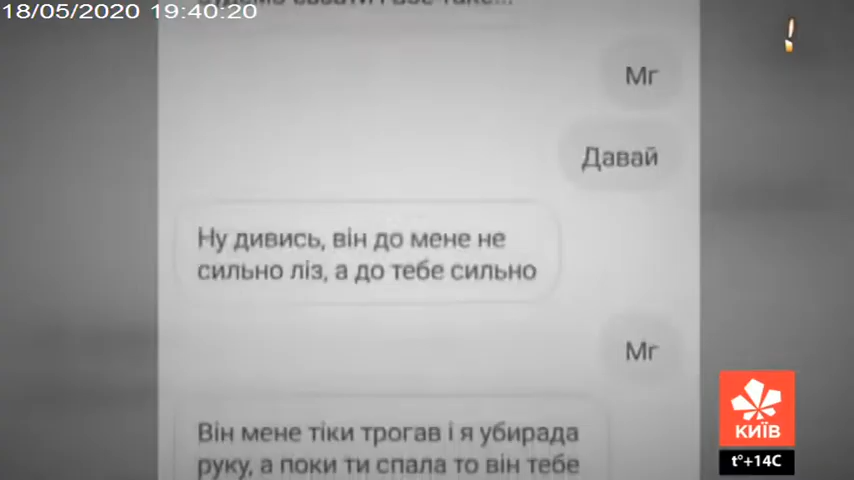 18/05/2020 19:40:20
Мг
Давай
Ну дивись, він до мене не
сильно ліз, а до тебе сильно
Мг
Він мене тіки трогав і я убирада
руку, а поки ти спала то він тебе
КИЇВ
t°+14C